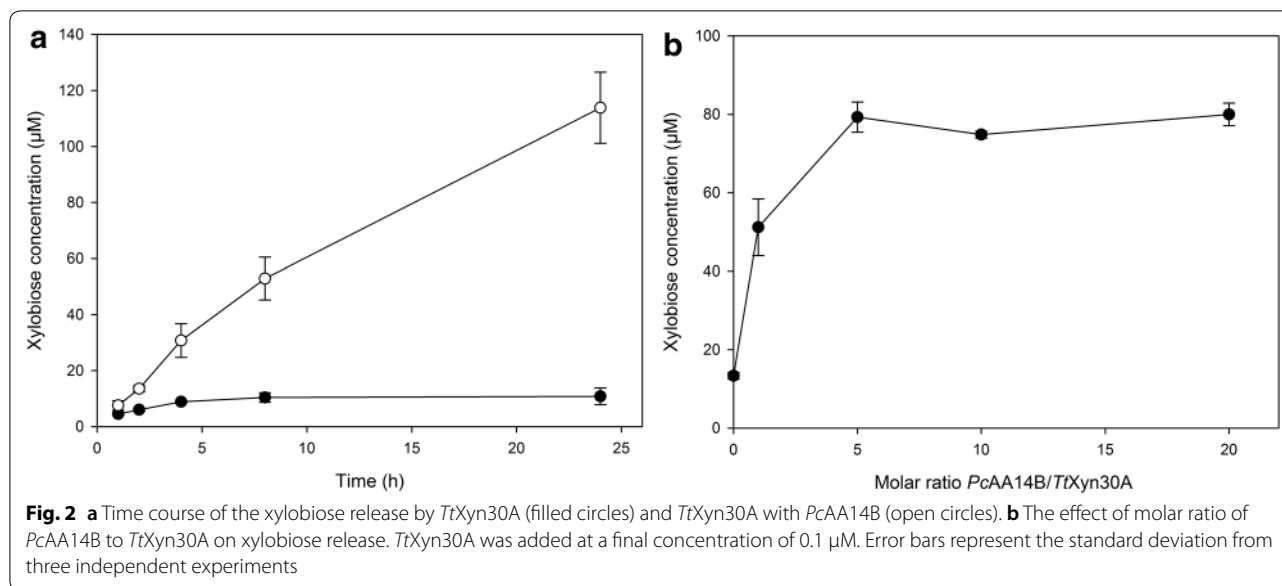 a
140
120
100
80
60
40
20
0
Xylobiose concentration (µM)
0 5 10 15 20 25
Time (h)
b
100
80
60
40
20
0
Xylobiose concentration (µM)
0 5 10 15 20
Molar ratio PcAA14B/TtXyn30A
Fig. 2 a Time course of the xylobiose release by TtXyn30A (filled circles) and TtXyn30A with PcAA14B (open circles). b The effect of molar ratio of
PcAA14B to TtXyn30A on xylobiose release. TtXyn30A was added at a final concentration of 0.1 µM. Error bars represent the standard deviation from
three independent experiments